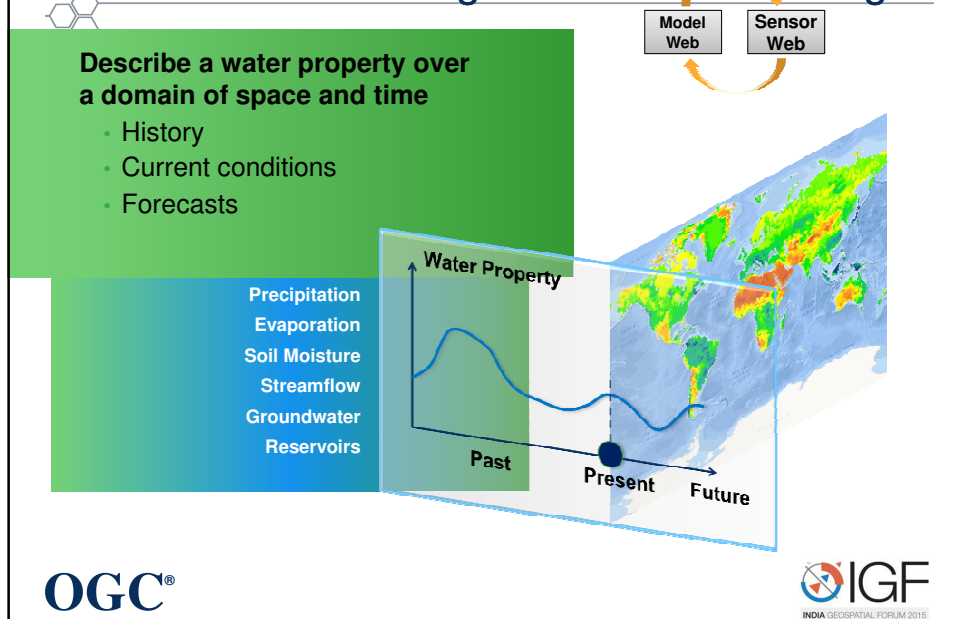 Model
Web
Sensor
Web
Describe a water property over
a domain of space and time
• History
• Current conditions
• Forecasts
Water Property
Precipitation
Evaporation
Soil Moisture
Streamflow
Groundwater
Reservoirs
Past
Present
Future
OGC®
IGF
INDIA GEOSPATIAL FORUM 2015